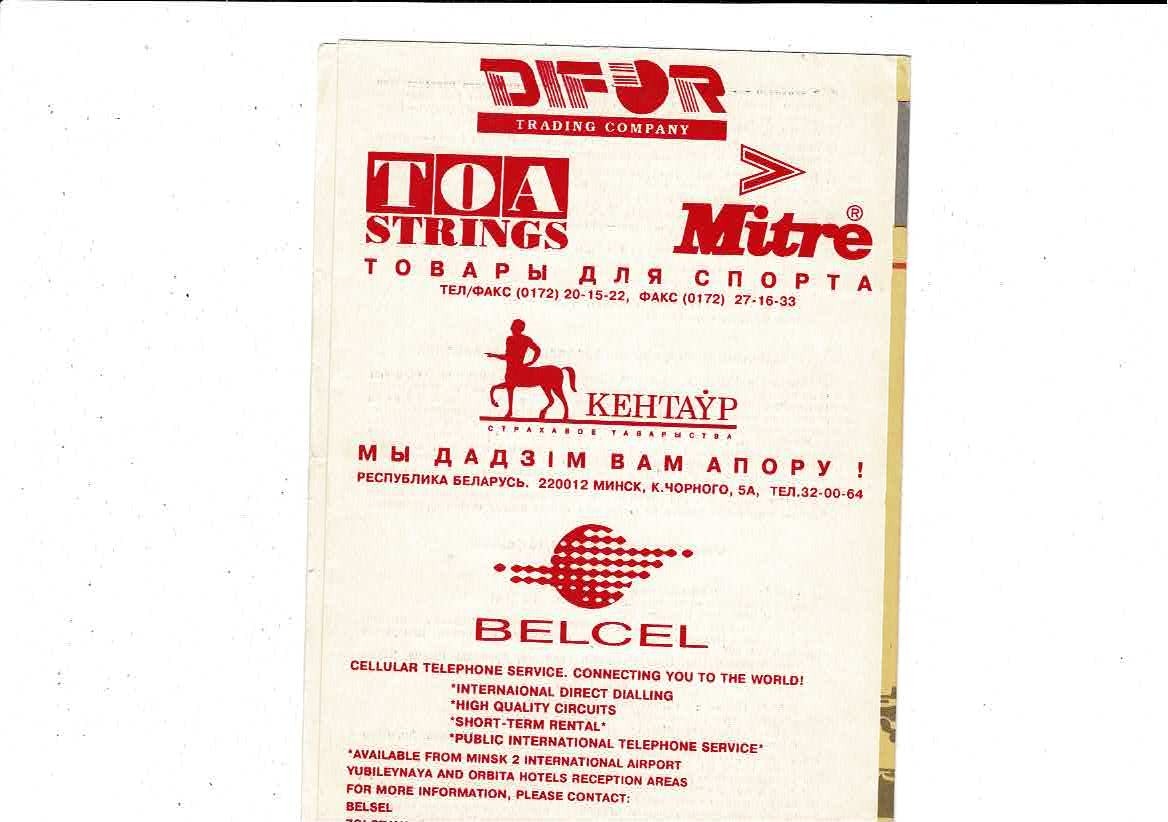 DIFOR
TRADING COMPANY
TOA
STRINGS
Mitre®
ТОВАРЫ ДЛЯ СПОРТА
ТЕЛ/ФАКС (0172) 20-15-22, ФАКС (0172) 27-16-33
КЕНТАЎР
СТРАХАВОЕ ТАВАРЫСТВА
МЫ ДАДЗІМ ВАМ АПОРУ !
РЕСПУБЛИКА БЕЛАРУСЬ. 220012 МИНСК, К.ЧОРНОГО, 5А, ТЕЛ.32-00-64
BELCEL
CELLULAR TELEPHONE SERVICE. CONNECTING YOU TO THE WORLD!
*INTERNAIONAL DIRECT DIALLING
*HIGH QUALITY CIRCUITS
*SHORT-TERM RENTAL*
*PUBLIC INTERNATIONAL TELEPHONE SERVICE*
*AVAILABLE FROM MINSK 2 INTERNATIONAL AIRPORT
YUBILEYNAYA AND ORBITA HOTELS RECEPTION AREAS
FOR MORE INFORMATION, PLEASE CONTACT:
BELSEL